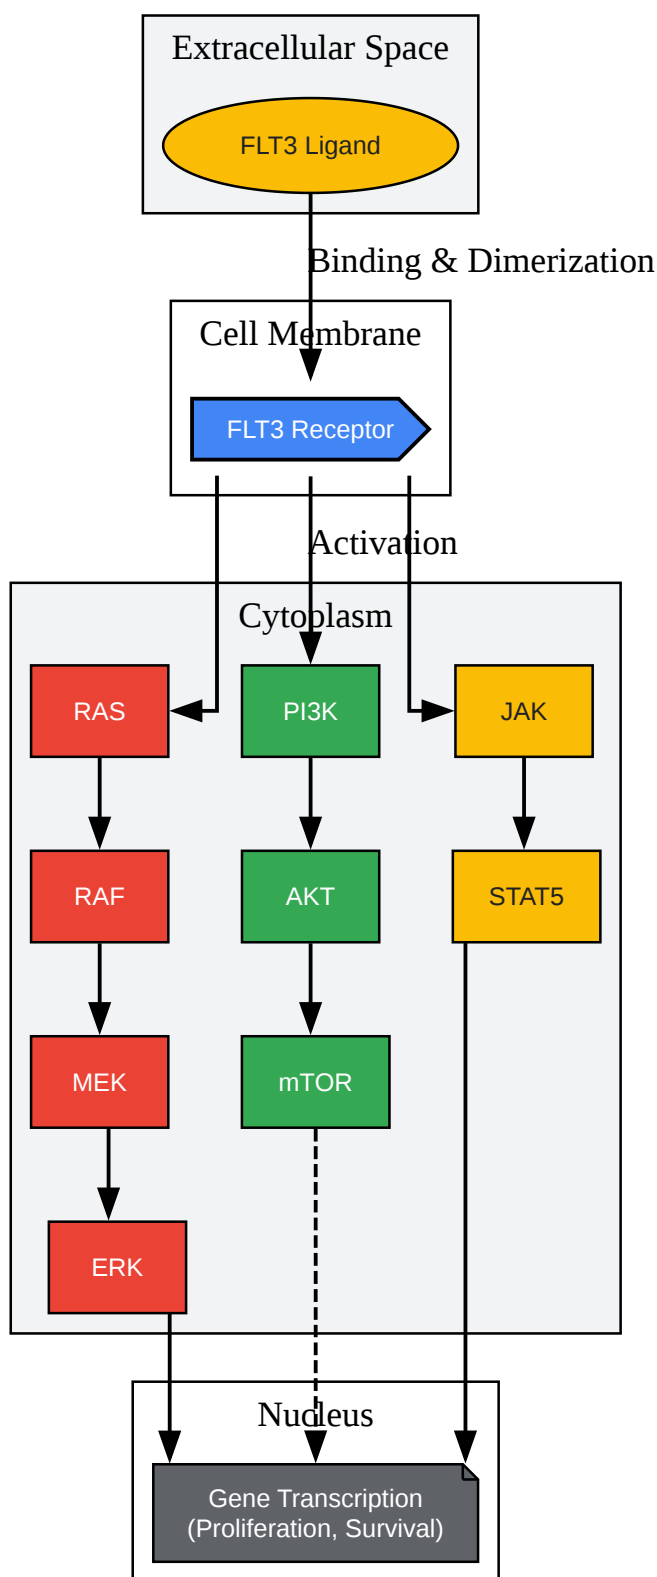 Extracellular Space
FLT3 Ligand
Binding & Dimerization
Cell Membrane
FLT3 Receptor
Activation
Cytoplasm
RAS
PI3K
JAK
RAF
AKT
STAT5
MEK
mTOR
ERK
Nucleus
Gene Transcription
(Proliferation, Survival)